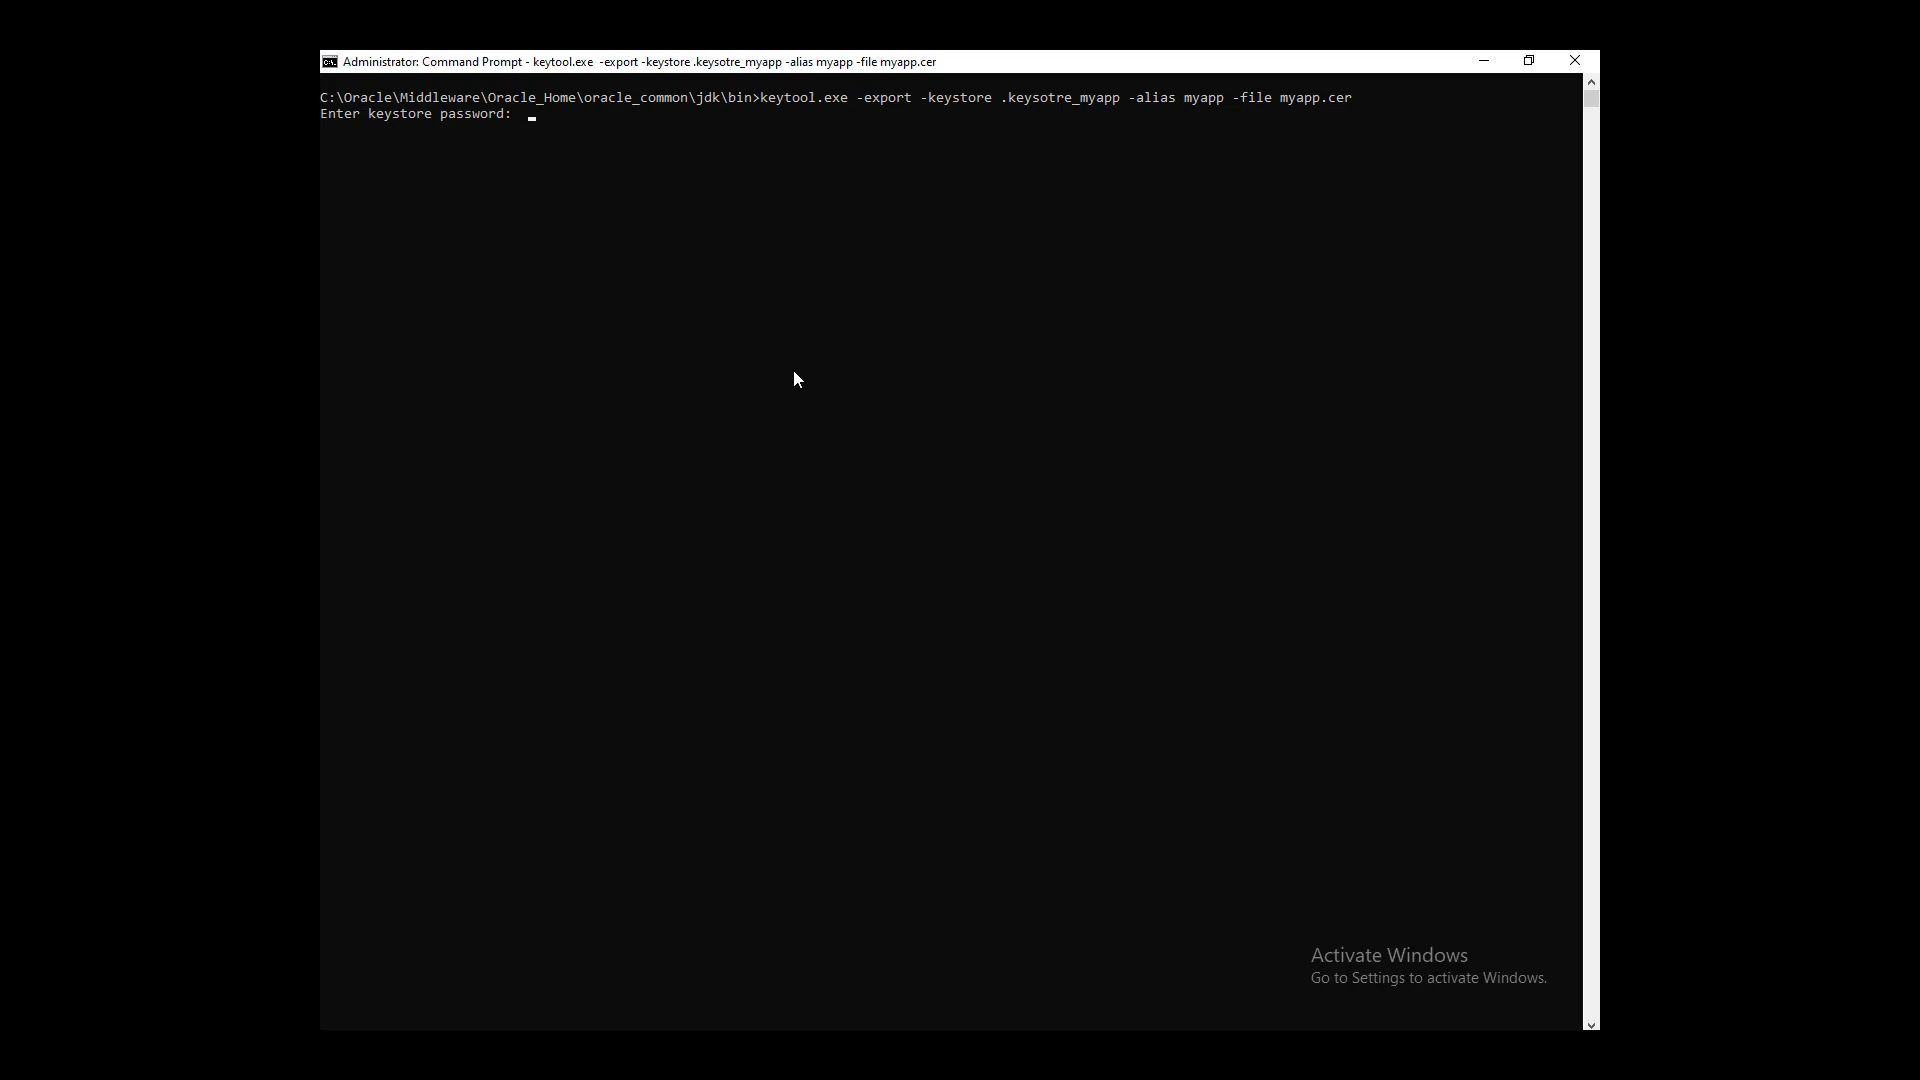 Administrator: Command Prompt - keytool.exe  -export -keystore .keysotre_myapp -alias myapp -file myapp.cer
C:\Oracle\Middleware\Oracle_Home\oracle_common\jdk\bin>keytool.exe -export -keystore .keysotre_myapp -alias myapp -file myapp.cer
Enter keystore password:
Activate Windows
Go to Settings to activate Windows.